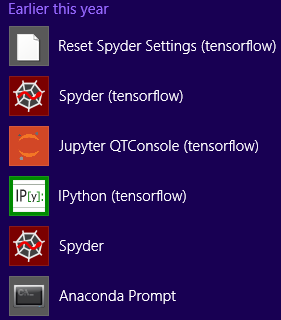 Earlier this year
Reset Spyder Settings (tensorflow)
Spyder (tensorflow)
Jupyter QTConsole (tensorflow)
IP[y]:
IPython (tensorflow)
Spyder
Anaconda Prompt